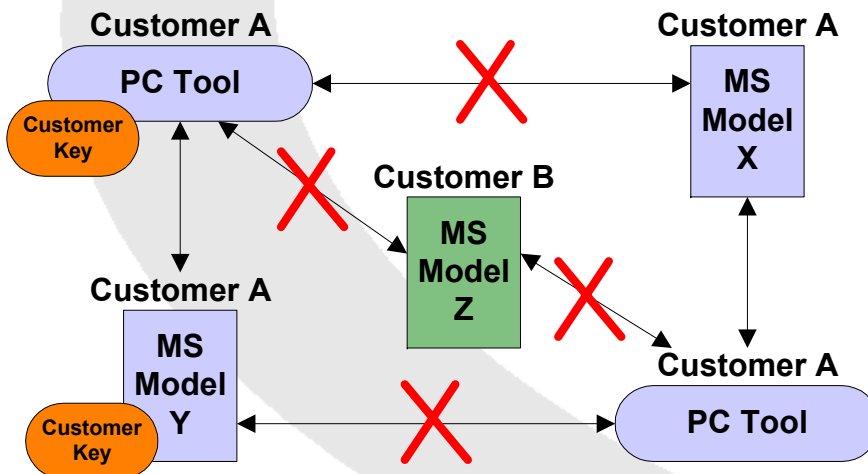 Customer A
PC Tool
Customer
Key
Customer A
MS
Model
X
Customer B
MS
Model
Z
Customer A
MS
Model
Y
Customer
Key
Customer A
PC Tool